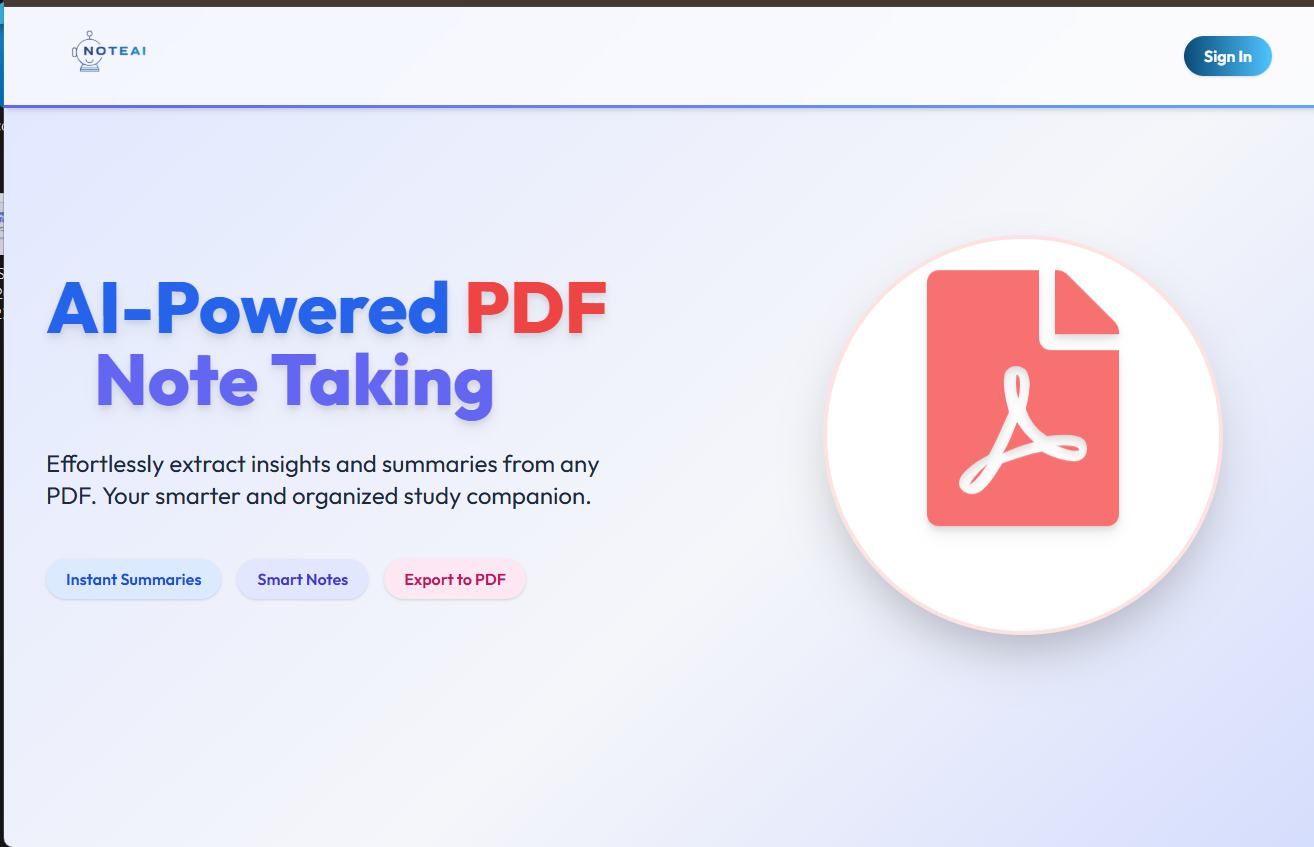 NOTEAI
Sign In
AI-Powered PDF
Note Taking
Effortlessly extract insights and summaries from any
PDF. Your smarter and organized study companion.
Instant Summaries
Smart Notes
Export to PDF